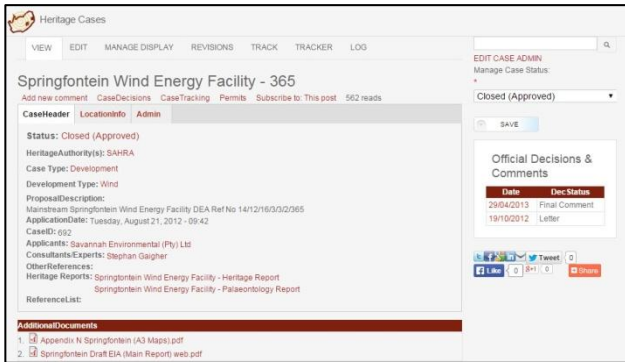 Heritage Cases
VIEW EDIT MANAGE DISPLAY REVISIONS TRACK TRACKER LOG
Springfontein Wind Energy Facility - 365
Add new comment CaseDecisions CaseTracking Permits Subscribe to: This post 562 reads
CaseHeader LocationInfo Admin
Status: Closed (Approved)
HeritageAuthority(s): SAHRA
Case Type: Development
Development Type: Wind
ProposalDescription:
Mainstream Springfontein Wind Energy Facility DEA Ref No 14/12/16/3/3/2/365
ApplicationDate: Tuesday, August 21, 2012 - 09:42
CaseID: 692
Applicants: Savannah Environmental (Pty) Ltd
Consultants/Experts: Stephan Gaigher
OtherReferences:
Heritage Reports: Springfontein Wind Energy Facility - Heritage Report
Springfontein Wind Energy Facility - Palaeontology Report
ReferenceList:
AdditionalDocuments
1. Appendix N Springfontein (A3 Maps).pdf
2. Springfontein Draft EIA (Main Report) web.pdf
EDIT CASE ADMIN
Manage Case Status:
*
Closed (Approved)
SAVE
Official Decisions &
Comments
Date DecStatus
29/04/2013 Final Comment
19/10/2012 Letter
Tweet 0
Like 0 g+1 0 Share